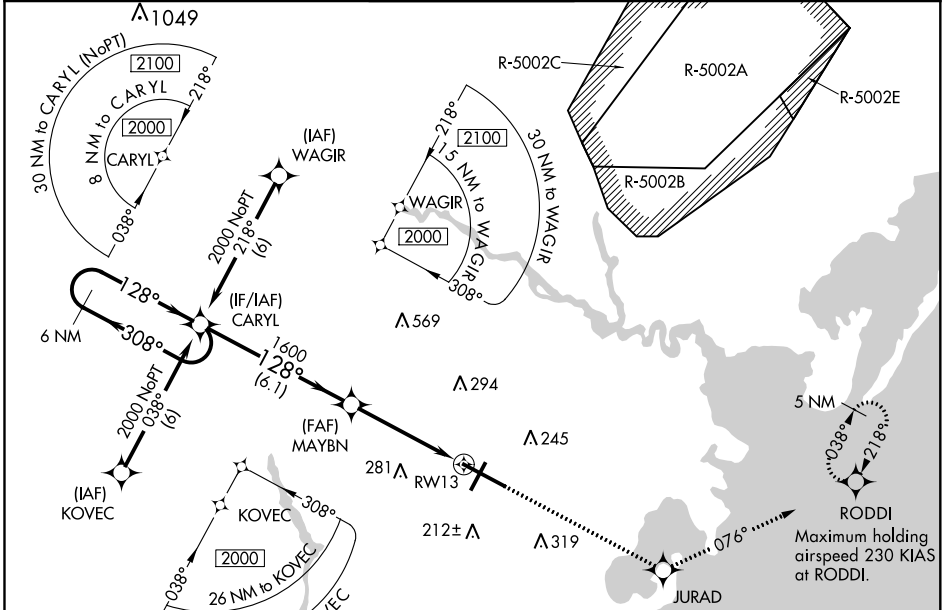 1049
30 NM to CARYL (NoPT)
2100
218°
8 NM to CARYL
2000
CARYL
038°
(IAF)
WAGIR
2000 NoPT
218°
(6)
218°
2100
30 NM to WAGIR
15 NM to WAGIR
WAGIR
2000
308°
R-5002C
R-5002A
R-5002E
R-5002B
128°
308°
6 NM
(IF/IAF)
CARYL
2000 NoPT
038°
(6)
(IAF)
KOVEC
1600
128°
(6.1)
(FAF)
MAYBN
569
294
245
281
RW13
212±
319
KOVEC
308°
038°
2000
26 NM to KOVEC
VEC
JURAD
076°
5 NM
038°
218°
RODDI
Maximum holding
airspeed 230 KIAS
at RODDI.